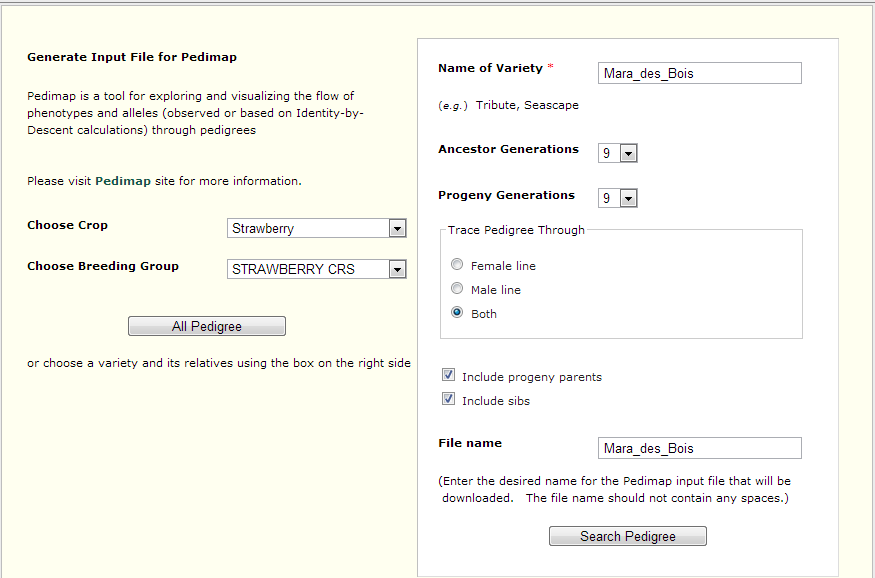 Generate Input File for Pedimap
Pedimap is a tool for exploring and visualizing the flow of
phenotypes and alleles (observed or based on Identity-by-
Descent calculations) through pedigrees
Please visit Pedimap site for more information.
Choose Crop
Strawberry
Choose Breeding Group
STRAWBERRY CRS
All Pedigree
or choose a variety and its relatives using the box on the right side
Name of Variety *
Mara_des_Bois
(e.g.) Tribute, Seascape
Ancestor Generations
9
Progeny Generations
9
Trace Pedigree Through
Female line
Male line
Both
Include progeny parents
Include sibs
File name
Mara_des_Bois
(Enter the desired name for the Pedimap input file that will be
downloaded. The file name should not contain any spaces.)
Search Pedigree